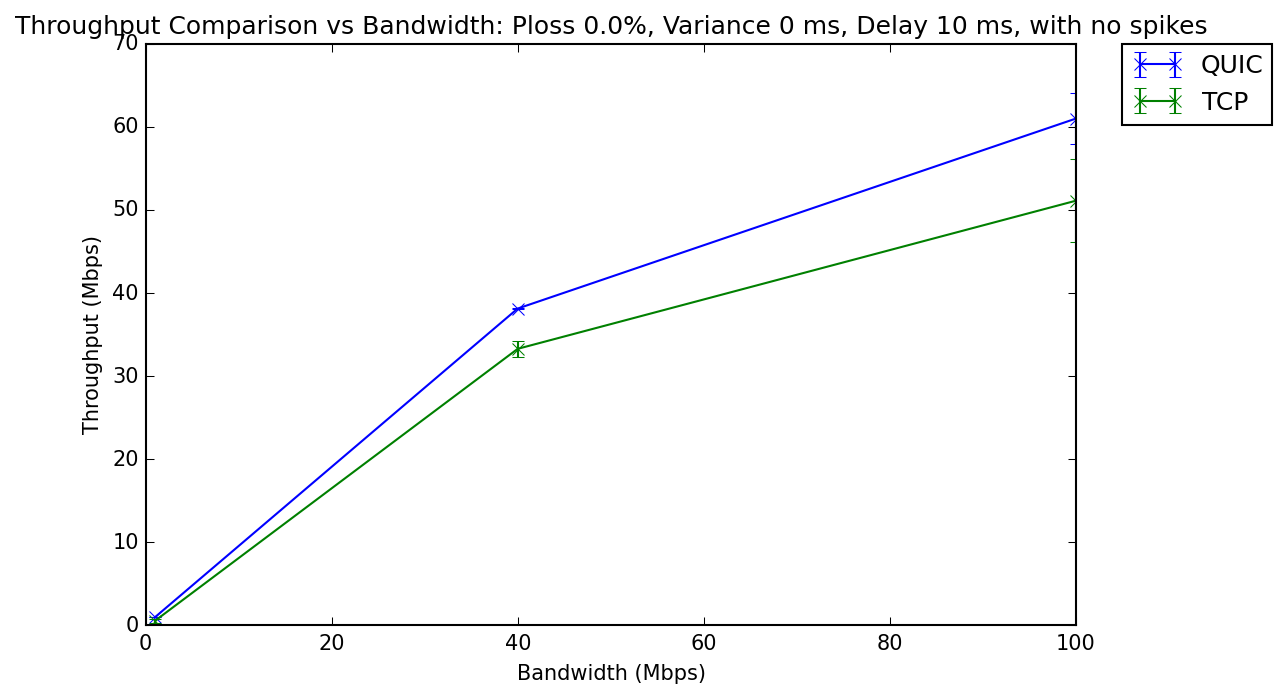 Throughput Comparison vs Bandwidth: Ploss 0.0%, Variance 0 ms, Delay 10 ms, with no spikes
QUIC
TCP
70
60
50
40
30
20
10
0
Throughput (Mbps)
0 20 40 60 80 100
Bandwidth (Mbps)